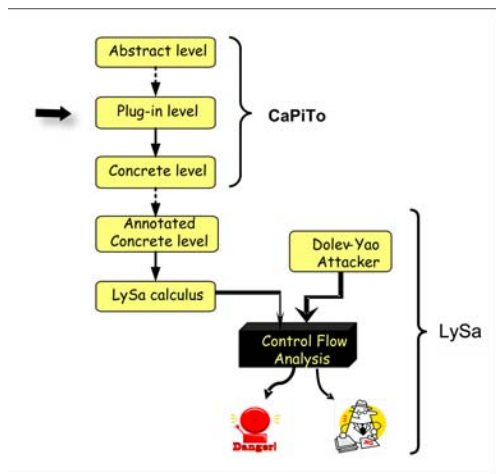 Abstract level
Plug-in level
CaPiTo
Concrete level
Annotated
Concrete level
Dolev-Yao
Attacker
LySa calculus
LySa
Control Flow
Analysis
Danger!